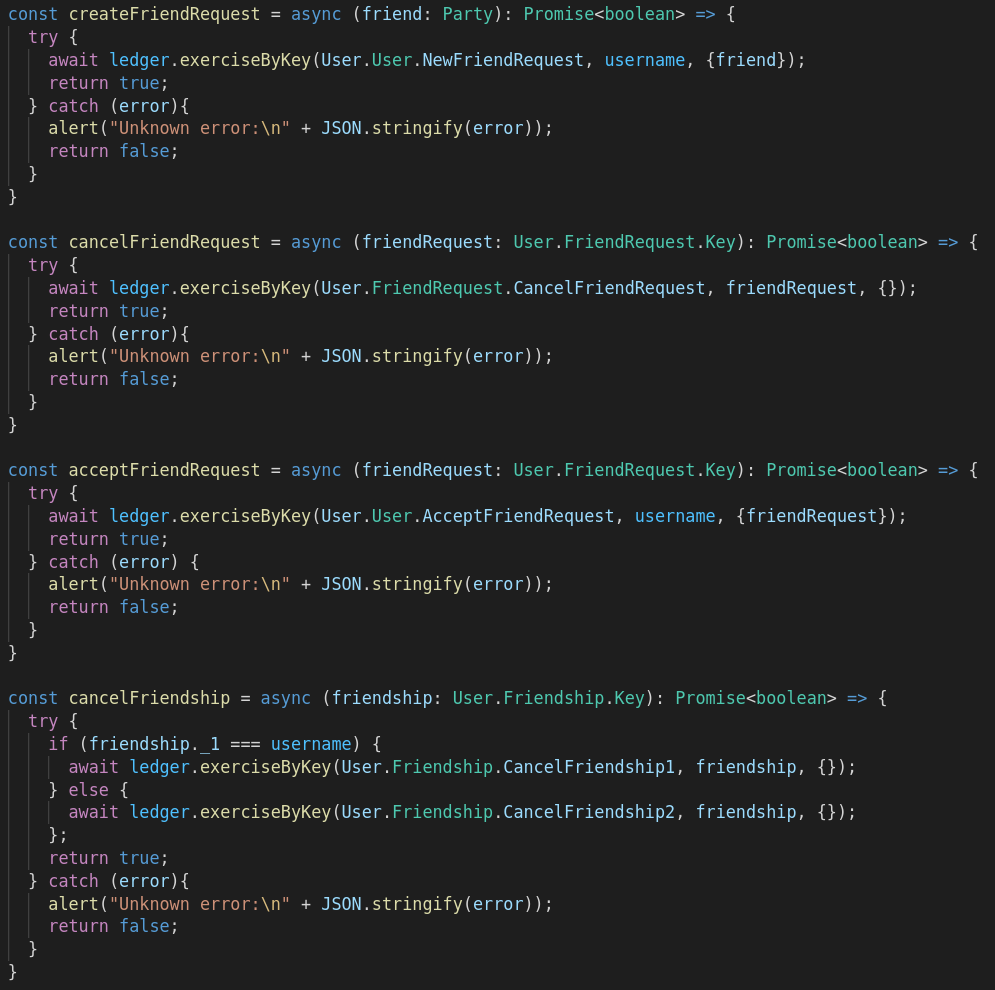 const createFriendRequest = async (friend: Party): Promise<boolean> => {
  try {
    await ledger.exerciseByKey(User.User.NewFriendRequest, username, {friend});
    return true;
  } catch (error){
    alert("Unknown error:\n" + JSON.stringify(error));
    return false;
  }
}

const cancelFriendRequest = async (friendRequest: User.FriendRequest.Key): Promise<boolean> => {
  try {
    await ledger.exerciseByKey(User.FriendRequest.CancelFriendRequest, friendRequest, {});
    return true;
  } catch (error){
    alert("Unknown error:\n" + JSON.stringify(error));
    return false;
  }
}

const acceptFriendRequest = async (friendRequest: User.FriendRequest.Key): Promise<boolean> => {
  try {
    await ledger.exerciseByKey(User.User.AcceptFriendRequest, username, {friendRequest});
    return true;
  } catch (error) {
    alert("Unknown error:\n" + JSON.stringify(error));
    return false;
  }
}

const cancelFriendship = async (friendship: User.Friendship.Key): Promise<boolean> => {
  try {
    if (friendship._1 === username) {
      await ledger.exerciseByKey(User.Friendship.CancelFriendship1, friendship, {});
    } else {
      await ledger.exerciseByKey(User.Friendship.CancelFriendship2, friendship, {});
    };
    return true;
  } catch (error){
    alert("Unknown error:\n" + JSON.stringify(error));
    return false;
  }
}